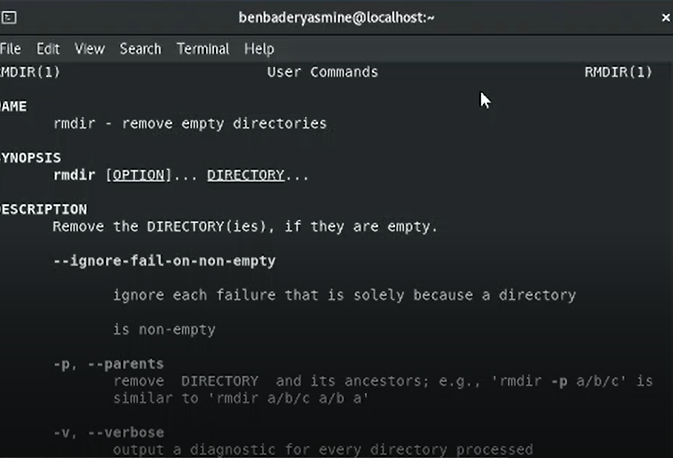 benbaderyasmine@localhost:~
File Edit View Search Terminal Help
MDIR(1) User Commands RMDIR(1)
AME
rmdir - remove empty directories
YNOPSIS
rmdir [OPTION]... DIRECTORY...
ESCRIPTION
Remove the DIRECTORY(ies), if they are empty.
--ignore-fail-on-non-empty
ignore each failure that is solely because a directory
is non-empty
-p, --parents
remove DIRECTORY and its ancestors; e.g., 'rmdir -p a/b/c' is
similar to 'rmdir a/b/c a/b a'
-v, --verbose
output a diagnostic for every directory processed